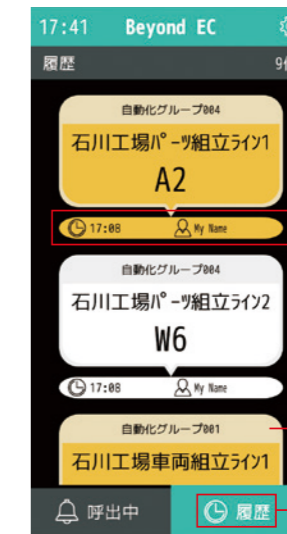 17:41 Beyond EC
履歴 9
自動化グループ004
石川工場パーツ組立ライン1
A2
17:08 My Name
自動化グループ004
石川工場パーツ組立ライン2
W6
17:08 My Name
自動化グループ001
石川工場車両組立ライン1
呼出中 履歴